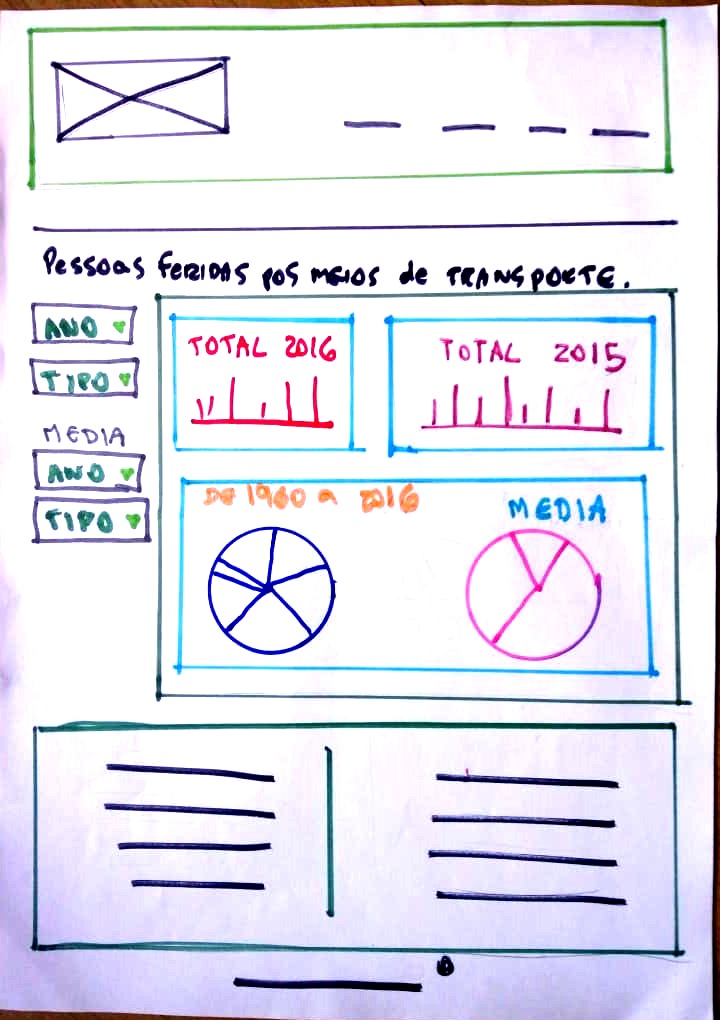 Pessoas feridas pos meios de transporte.
ANO
TIPO
MEDIA
ANO
TIPO
TOTAL 2016
TOTAL 2015
DE 1960 a 2016
MEDIA